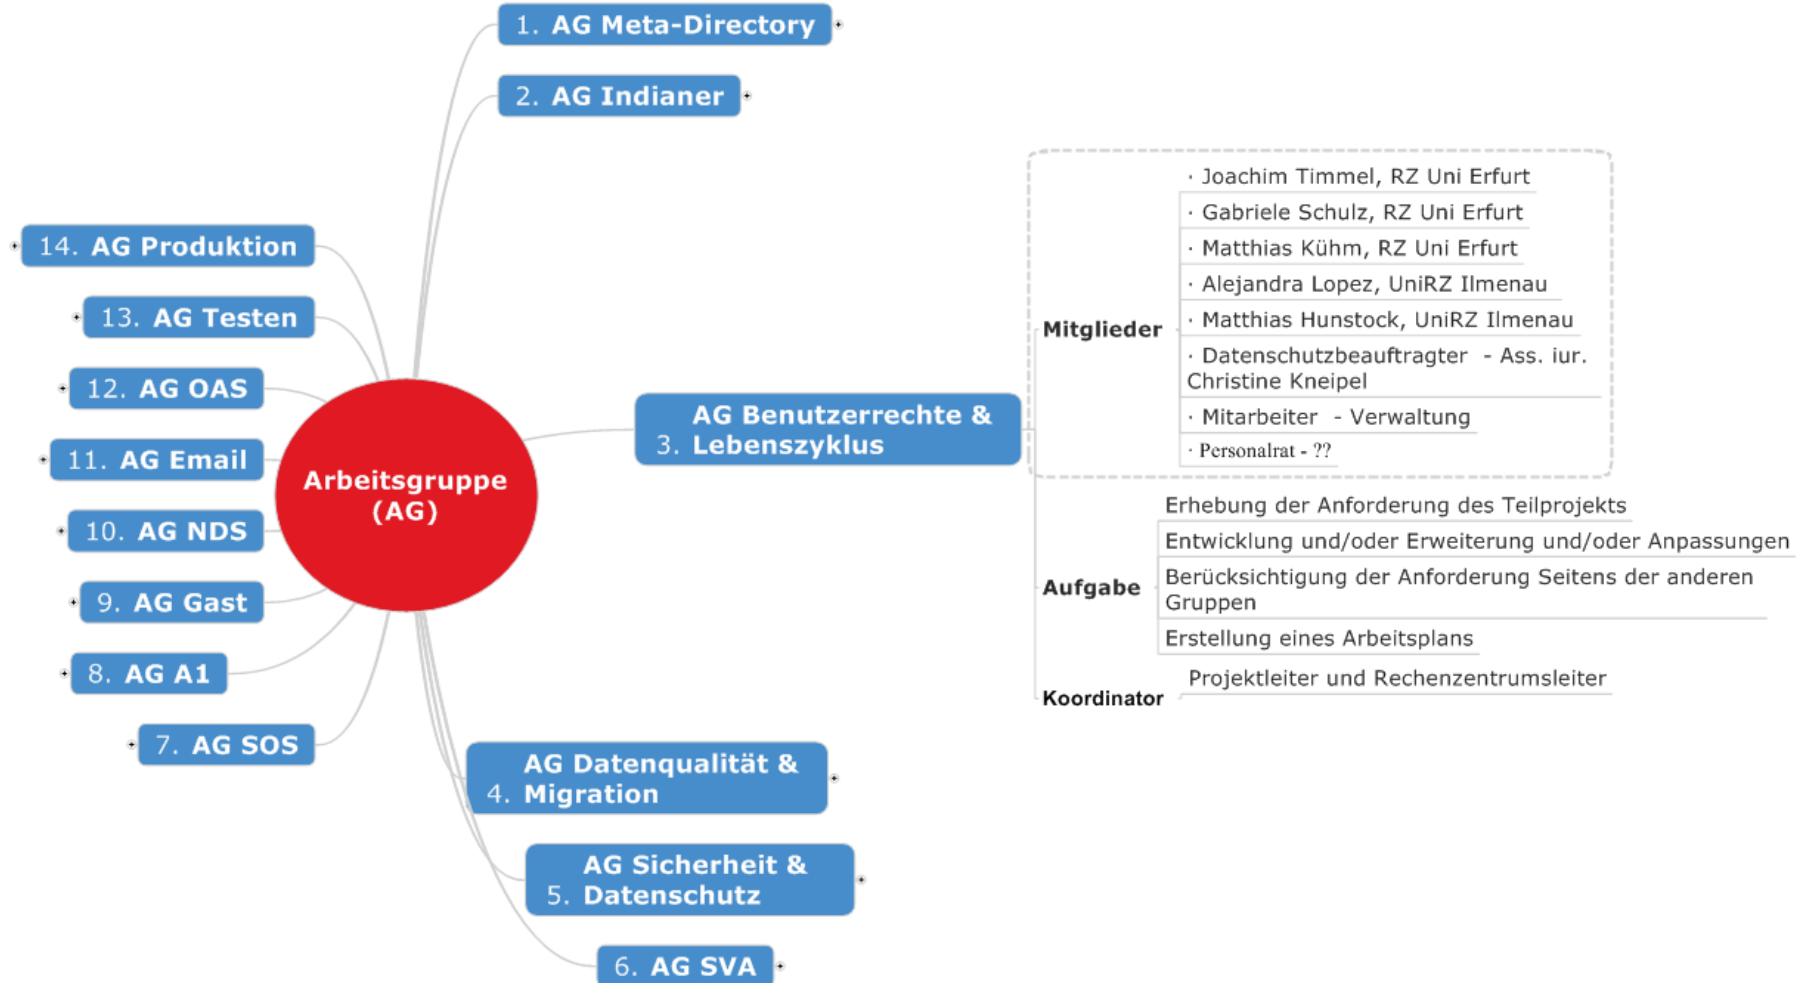 1. AG Meta-Directory
2. AG Indianer
14. AG Produktion
13. AG Testen
12. AG OAS
11. AG Email
10. AG NDS
9. AG Gast
8. AG A1
7. AG SOS
Arbeitsgruppe
(AG)
AG Benutzerrechte &
3. Lebenszyklus
Mitglieder
· Joachim Timmel, RZ Uni Erfurt
· Gabriele Schulz, RZ Uni Erfurt
· Matthias Kühm, RZ Uni Erfurt
· Alejandra Lopez, UniRZ Ilmenau
· Matthias Hunstock, UniRZ Ilmenau
· Datenschutzbeauftragter - Ass. iur.
Christine Kneipel
· Mitarbeiter - Verwaltung
· Personalrat - ??
Aufgabe
Erhebung der Anforderung des Teilprojekts
Entwicklung und/oder Erweiterung und/oder Anpassungen
Berücksichtigung der Anforderung Seitens der anderen
Gruppen
Erstellung eines Arbeitsplans
Koordinator
Projektleiter und Rechenzentrumsleiter
AG Datenqualität &
4. Migration
AG Sicherheit &
5. Datenschutz
6. AG SVA